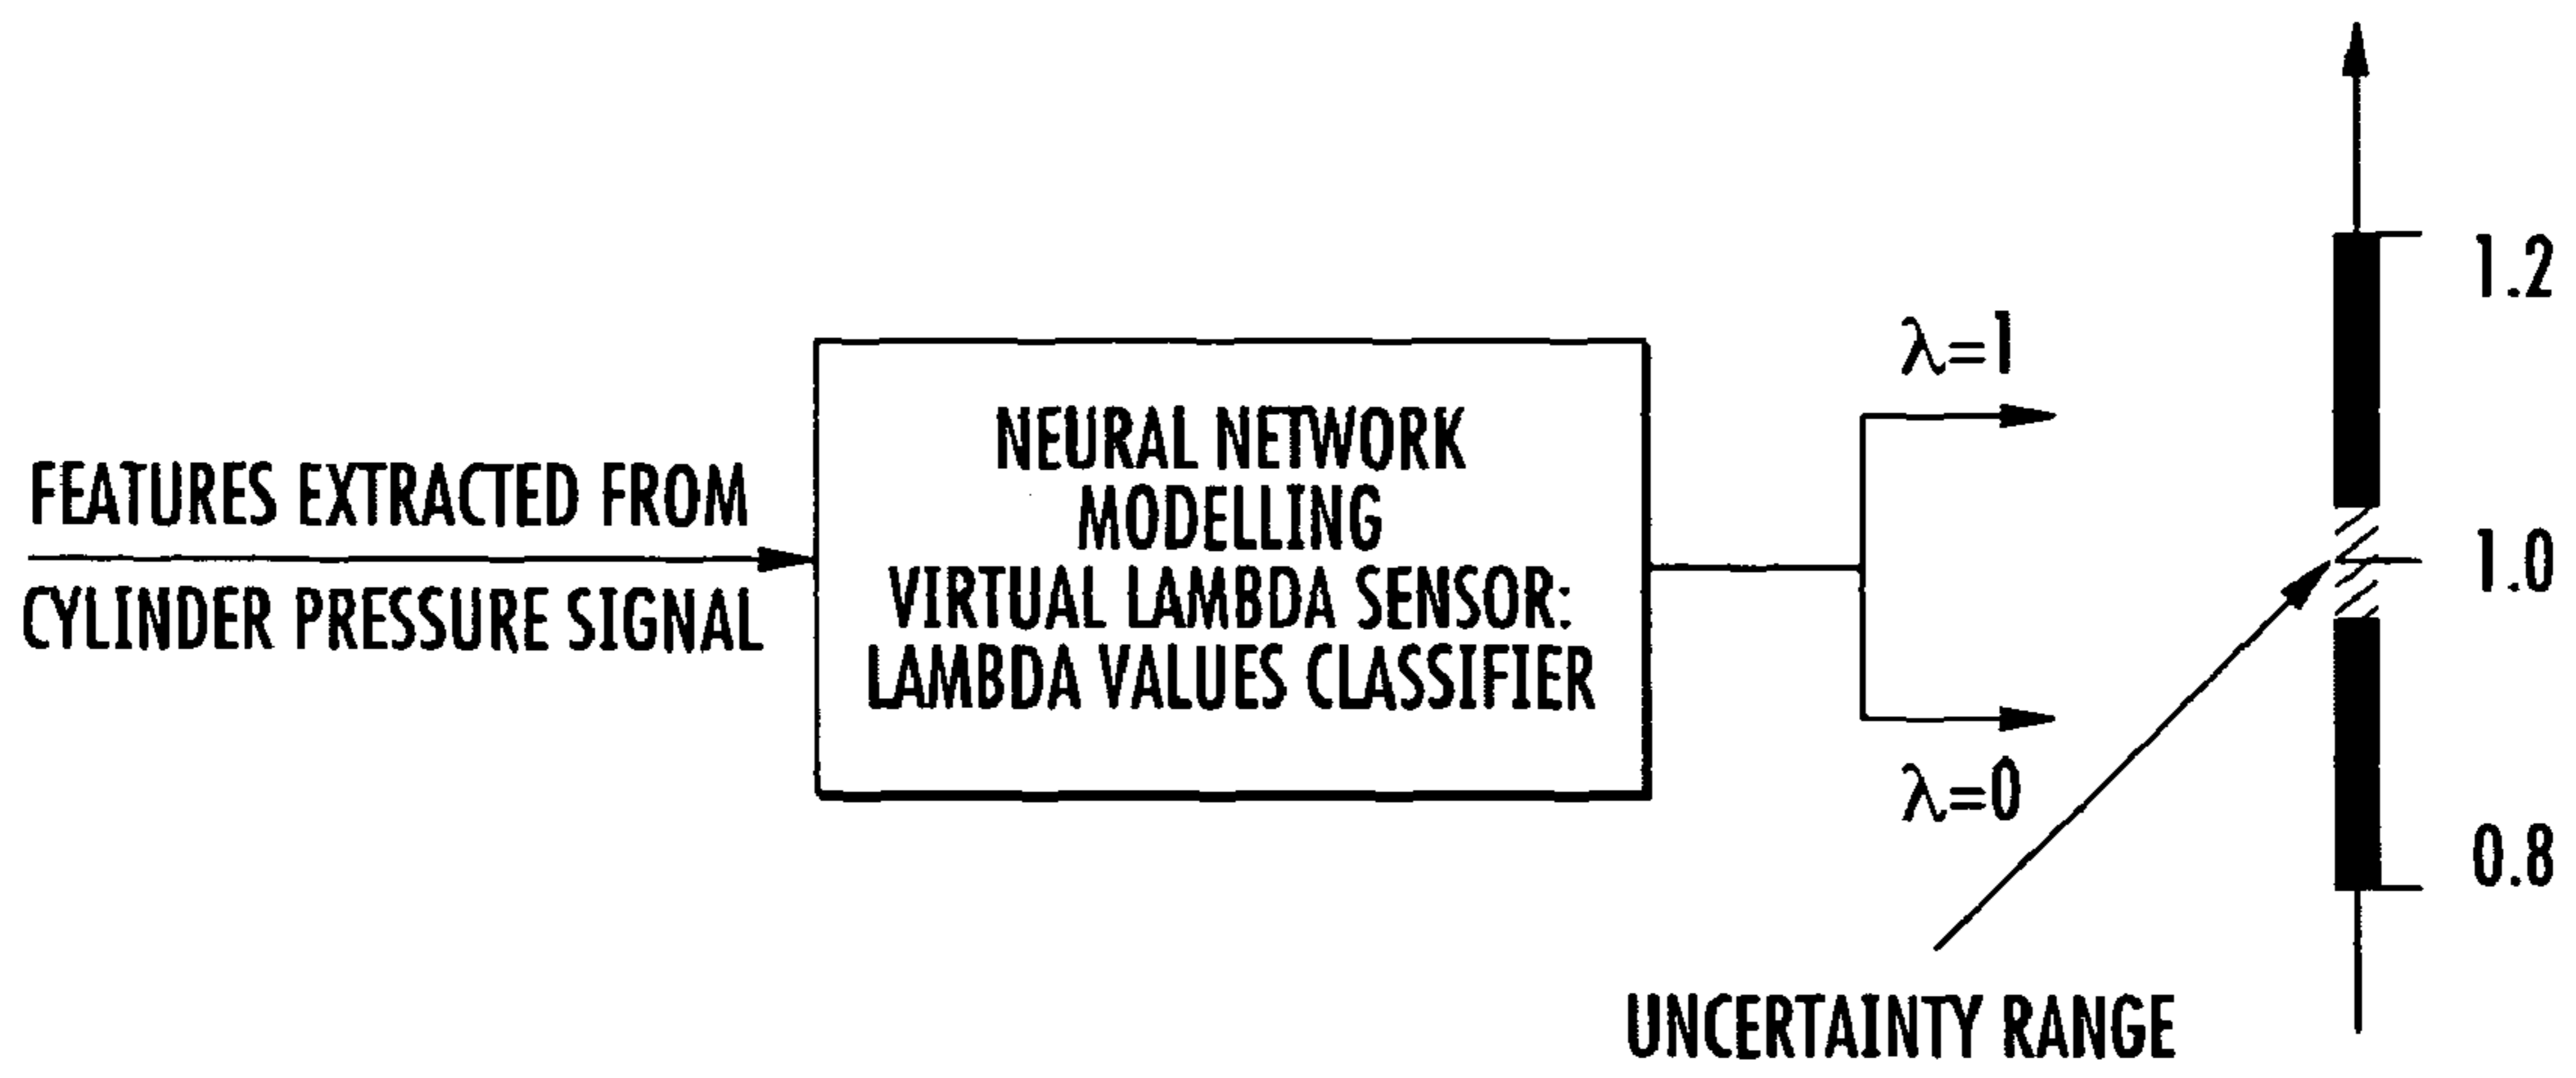 FEATURES EXTRACTED FROM
CYLINDER PRESSURE SIGNAL
NEURAL NETWORK
MODELLING
VIRTUAL LAMBDA SENSOR:
LAMBDA VALUES CLASSIFIER
λ=1
λ=0
UNCERTAINTY RANGE
1.2
1.0
0.8